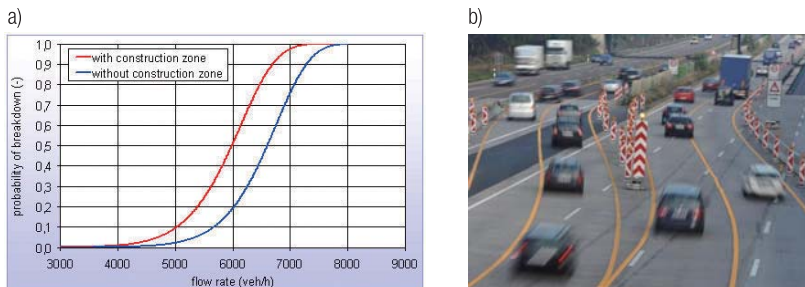 a)
with construction zone
without construction zone
probability of breakdown (-)
1,0
0,9
0,8
0,7
0,6
0,5
0,4
0,3
0,2
0,1
0,0
3000 4000 5000 6000 7000 8000 9000
flow rate (veh/h)
b)